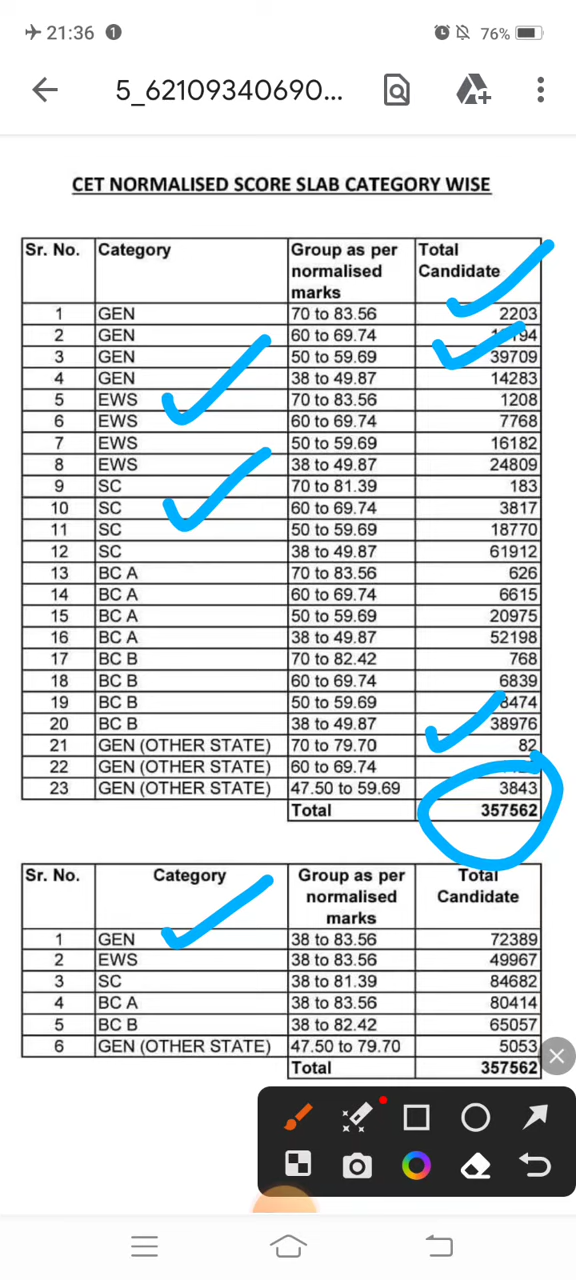 21:36 1 76%
5_62109340690...
CET NORMALISED SCORE SLAB CATEGORY WISE
Sr. No. Category Group as per normalised marks Total Candidate
1 GEN 70 to 83.56 2203
2 GEN 60 to 69.74
3 GEN 50 to 59.69 39709
4 GEN 38 to 49.87 14283
5 EWS 70 to 83.56 1208
6 EWS 60 to 69.74 7768
7 EWS 50 to 59.69 16182
8 EWS 38 to 49.87 24809
9 SC 70 to 81.39 183
10 SC 60 to 69.74 3817
11 SC 50 to 59.69 18770
12 SC 38 to 49.87 61912
13 BC A 70 to 83.56 626
14 BC A 60 to 69.74 6615
15 BC A 50 to 59.69 20975
16 BC A 38 to 49.87 52198
17 BC B 70 to 82.42 768
18 BC B 60 to 69.74 6839
19 BC B 50 to 59.69
20 BC B 38 to 49.87 38976
21 GEN (OTHER STATE) 70 to 79.70 82
22 GEN (OTHER STATE) 60 to 69.74
23 GEN (OTHER STATE) 47.50 to 59.69 3843
Total 357562
Sr. No. Category Group as per normalised marks Total Candidate
1 GEN 38 to 83.56 72389
2 EWS 38 to 83.56 49967
3 SC 38 to 81.39 84682
4 BC A 38 to 83.56 80414
5 BC B 38 to 82.42 65057
6 GEN (OTHER STATE) 47.50 to 79.70 5053
Total 357562